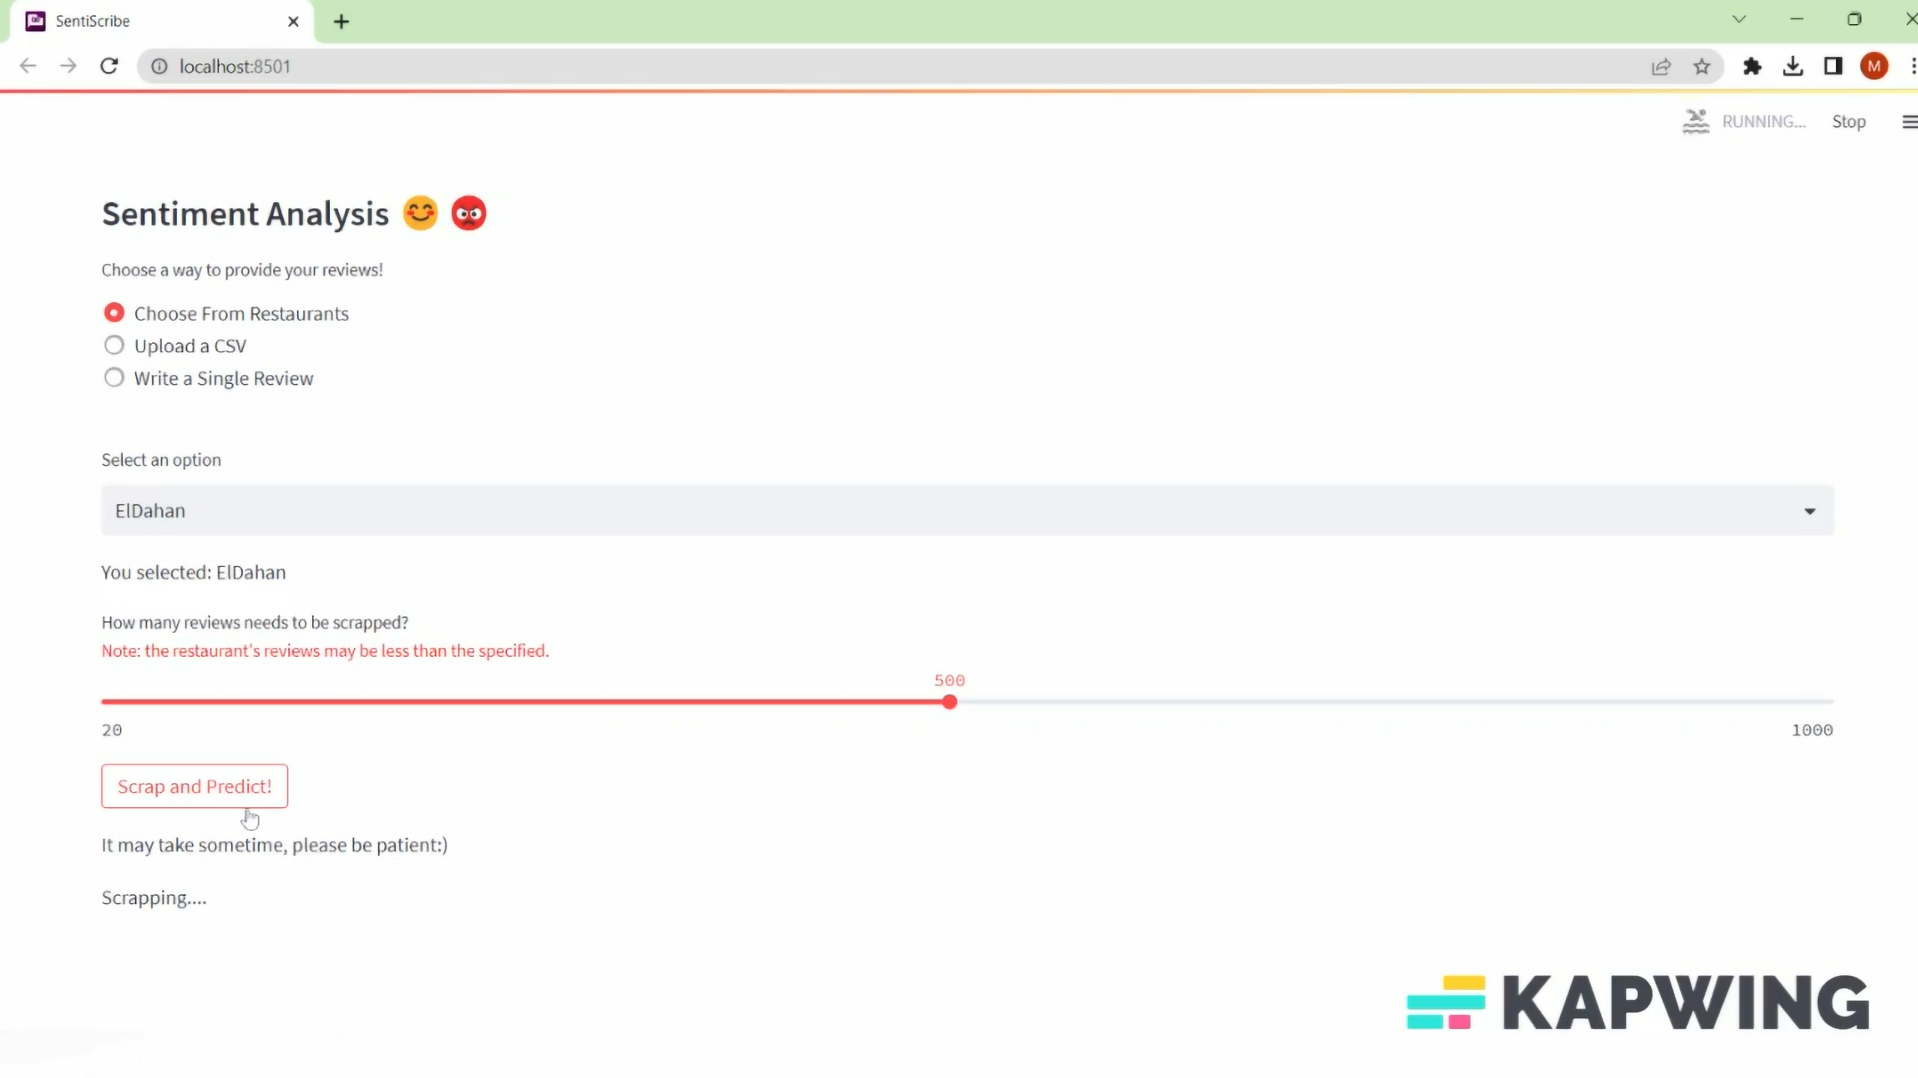 SentiScribe
localhost:8501
M
RUNNING...
Stop
Sentiment Analysis
Choose a way to provide your reviews!
Choose From Restaurants
Upload a CSV
Write a Single Review
Select an option
ElDahan
You selected: ElDahan
How many reviews needs to be scrapped?
Note: the restaurant's reviews may be less than the specified.
500
20
1000
Scrap and Predict!
It may take sometime, please be patient:)
Scrapping....
KAPWING